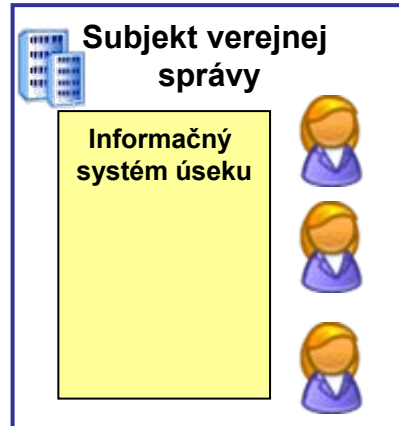 Subjekt verejnej
správy
Informačný
systém úseku